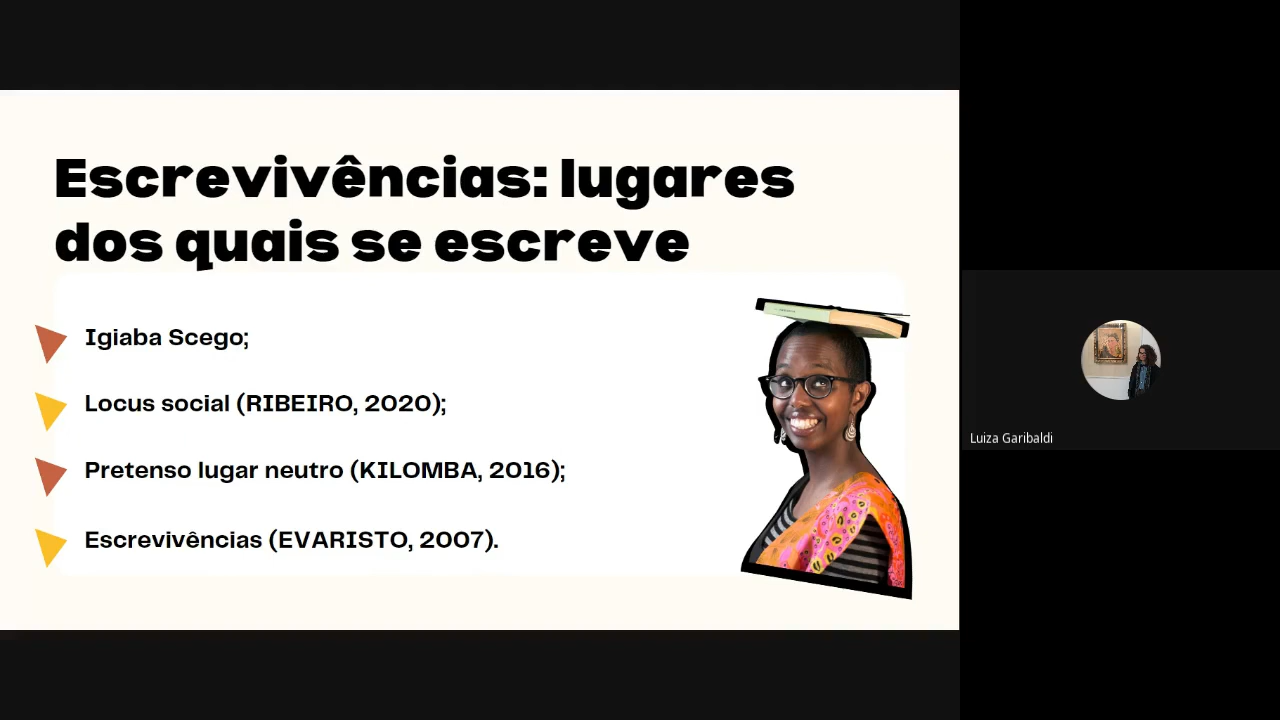 Escrevivências: lugares
dos quais se escreve
Igiaba Scego;
Locus social (RIBEIRO, 2020);
Pretenso lugar neutro (KILOMBA, 2016);
Escrevivências (EVARISTO, 2007).
Luiza Garibaldi